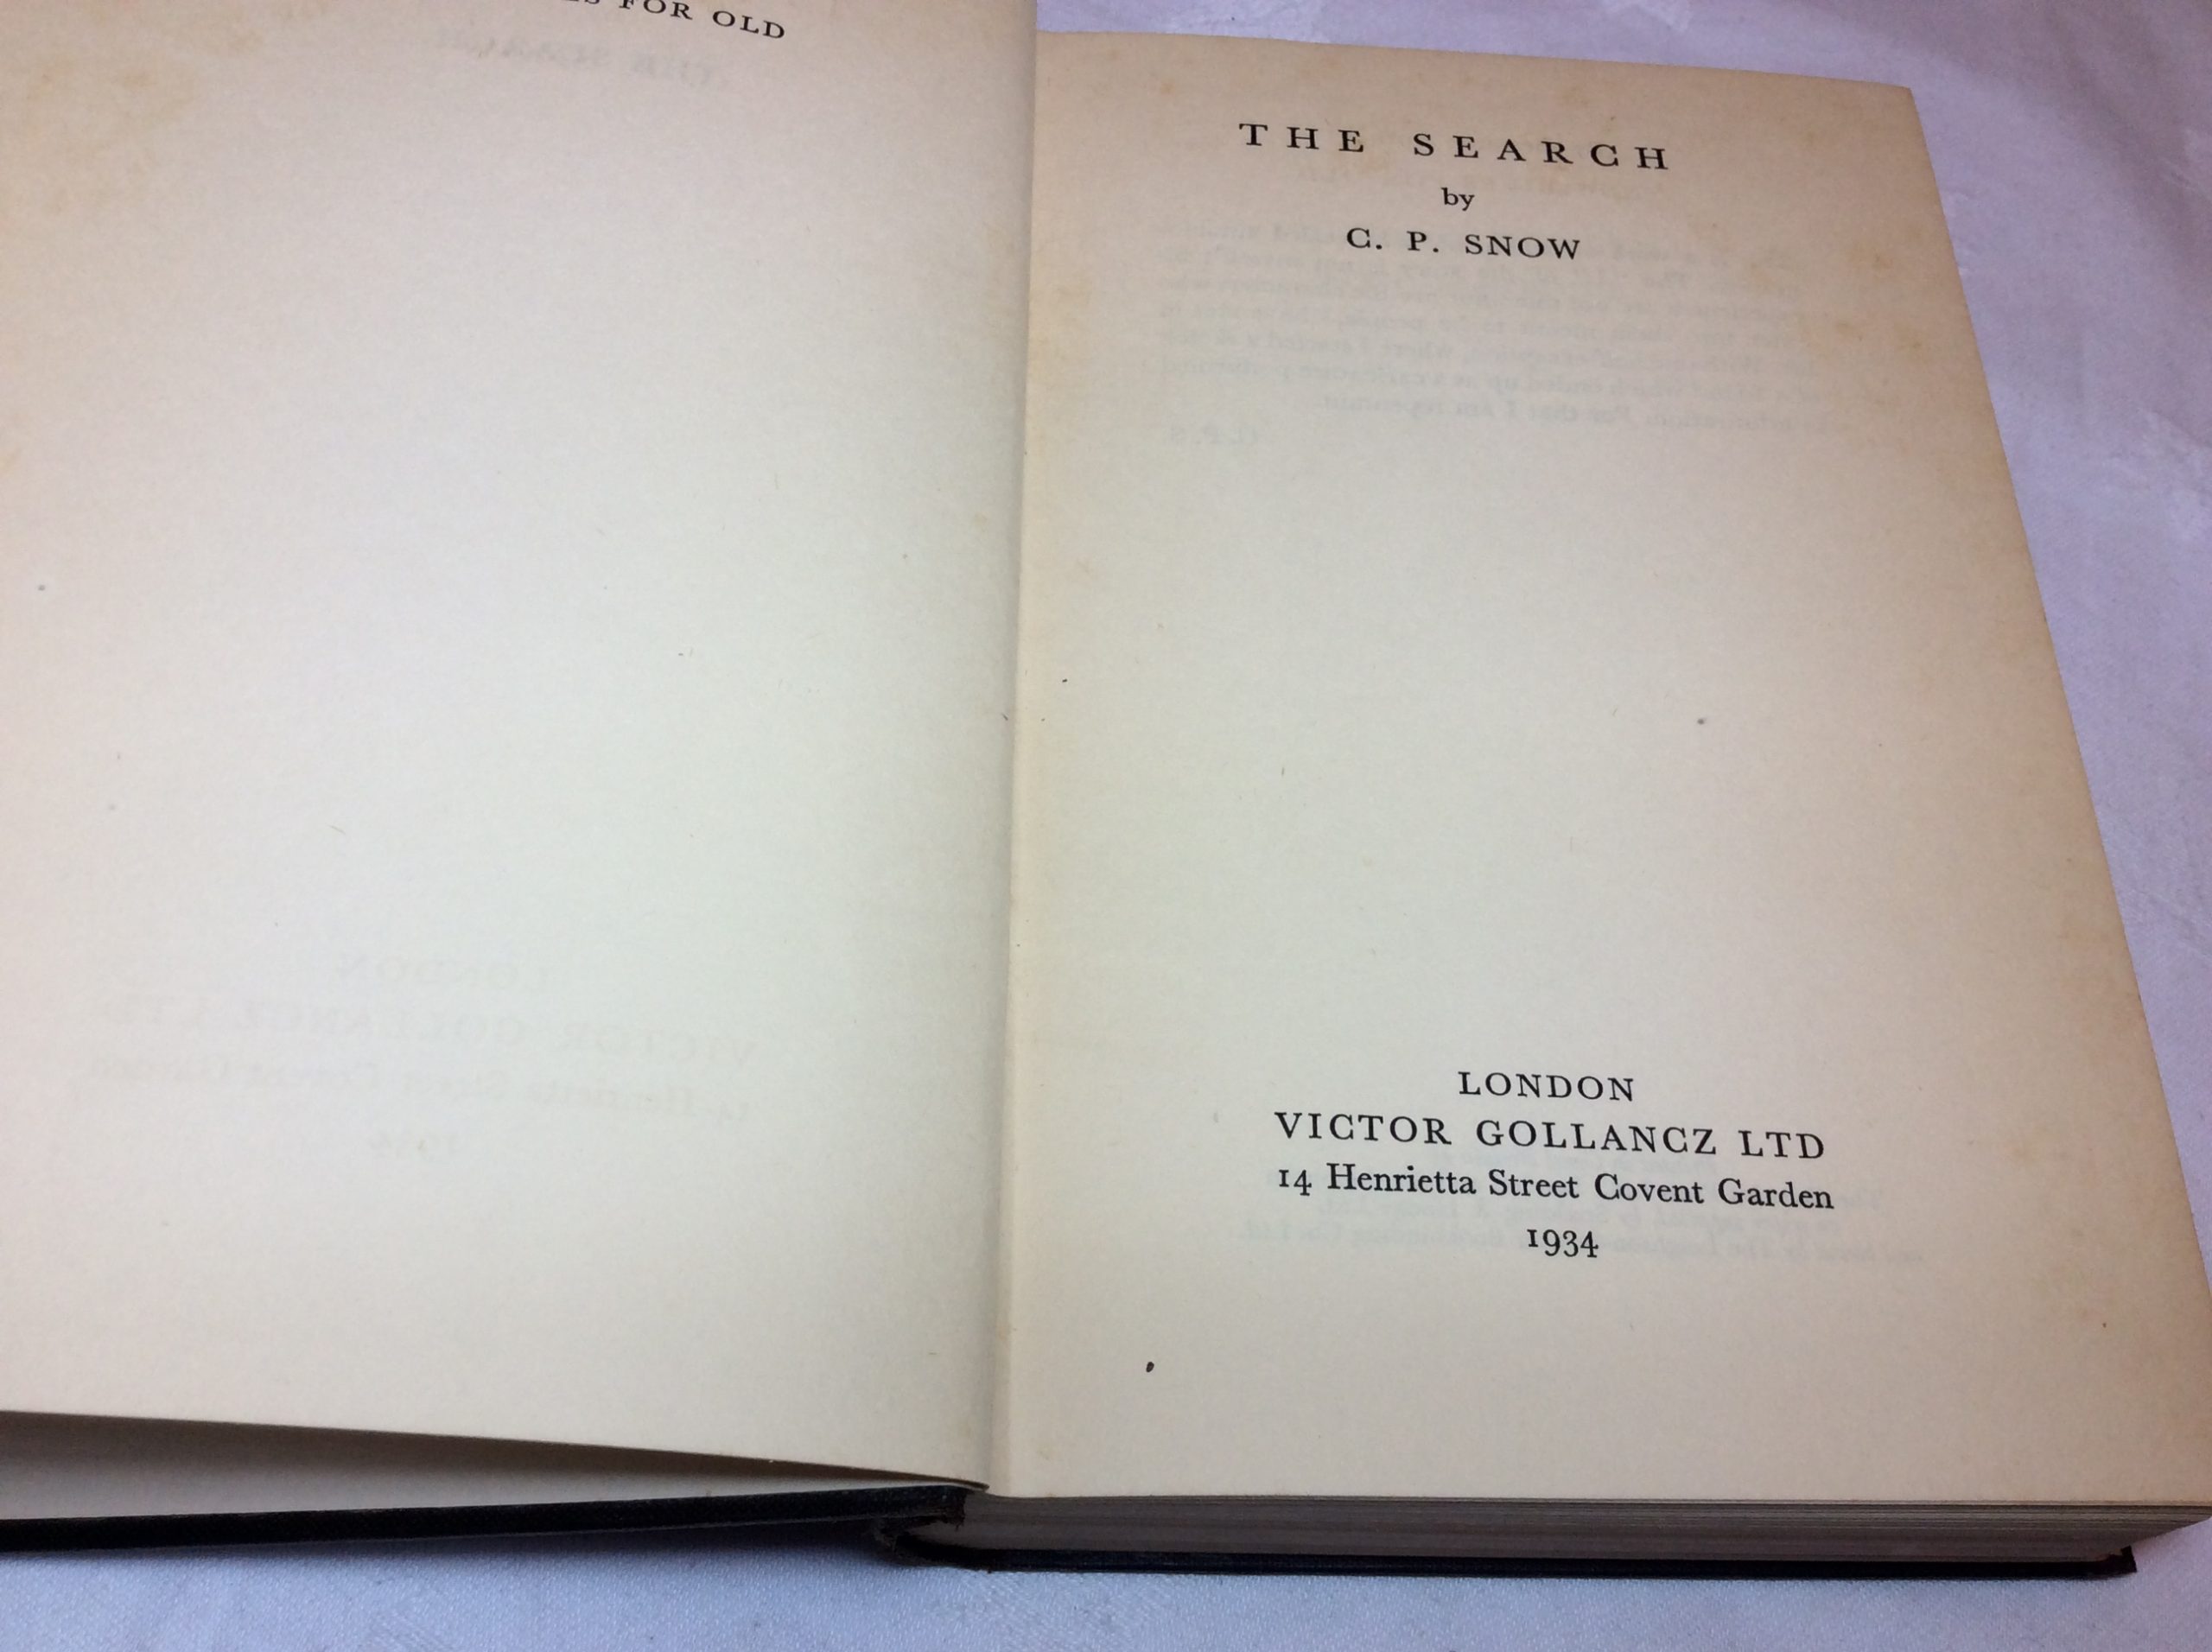 FOR OLD
THE SEARCH
by
C. P. SNOW
LONDON
VICTOR GOLLANCZ LTD
14 Henrietta Street Covent Garden
1934